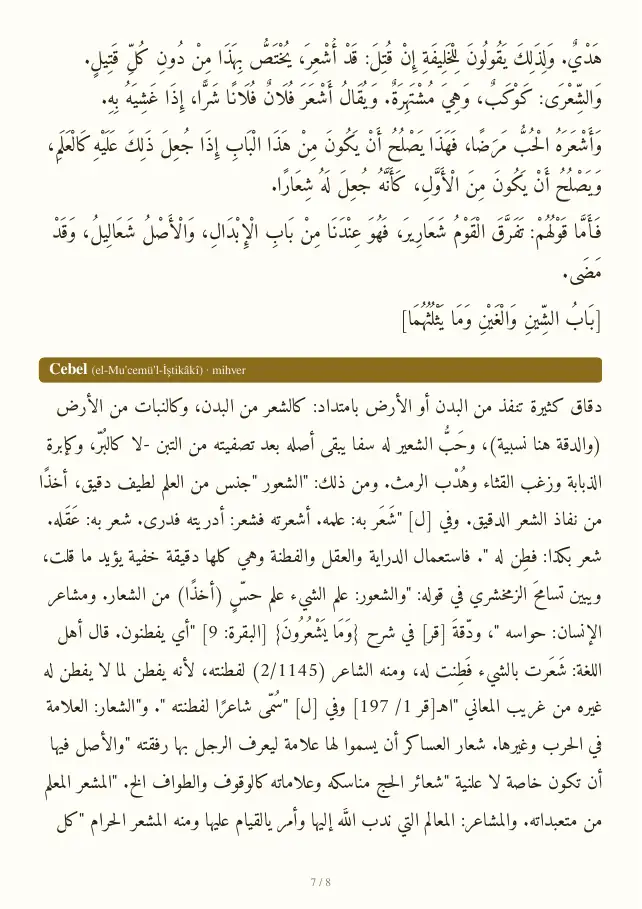 هَدْيٌ. وَلِذَلِكَ يَقُولُونَ لِلْخَلِيفَةِ إِنْ قُتِلَ: قَدْ أُشْعِرَ، يُخْتَصُّ بِهَذَا مِنْ دُونِ كُلِّ قَتِيلٍ.
وَالشِّعْرَى: كَوْكَبٌ، وَهِيَ مُشْتَهِرَةٌ. وَيُقَالُ أَشْعَرَ فُلَانٌ فُلَانًا شَرًّا، إِذَا غَشِيَهُ بِهِ.
وَأَشْعَرَهُ الْحُبُّ مَرَضًا، فَهَذَا يَصْلُحُ أَنْ يَكُونَ مِنْ هَذَا الْبَابِ إِذَا جُعِلَ ذَلِكَ عَلَيْهِ كَالْعَلَمِ،
وَيَصْلُحُ أَنْ يَكُونَ مِنَ الْأَوَّلِ، كَأَنَّهُ جُعِلَ لَهُ شِعَارًا.
فَأَمَّا قَوْلُهُمْ: تَفَرَّقَ الْقَوْمُ شَعَارِيرَ، فَهُوَ عِنْدَنَا مِنْ بَابِ الْإِبْدَالِ، وَالْأَصْلُ شَعَالِيلُ، وَقَدْ
مَضَى.
[بَابُ الشِّينِ وَالْغَيْنِ وَمَا يَثْلُثُهُمَا]
Cebel (el-Mu'cemü'l-İştikâkî) · mihver
دقاق كثيرة تنفذ من البدن أو الأرض بامتداد: كالشعر من البدن، وكالنبات من الأرض
(والدقة هنا نسبية)، وحَبُّ الشعير له سفا يبقى أصله بعد تصفيته من التبن -لا كالبُرّ، وكإبرة
الذبابة وزغب القثاء وهُدْب الرمث. ومن ذلك: "الشعور "جنس من العلم لطيف دقيق، أخذًا
من نفاذ الشعر الدقيق. وفي [ل] "شَعَر به: علمه. أشعرته فشعر: أدريته فدرى. شعر به: عَقَله.
شعر بكذا: فطِن له ". فاستعمال الدراية والعقل والفطنة وهي كلها دقيقة خفية يؤيد ما قلت،
ويبين تسامحَ الزمخشري في قوله: "والشعور: علم الشيء علم حسّ (أخذًا) من الشعار. ومشاعر
الإنسان: حواسه "، ودّقةَ [قر] في شرح {وَمَا يَشْعُرُونَ} [البقرة: 9] "أي يفطنون. قال أهل
اللغة: شَعَرت بالشيء فَطِنت له، ومنه الشاعر (2/1145) لفطنته، لأنه يفطن لما لا يفطن له
غيره من غريب المعاني "اهـ[قر 1/ 197] وفي [ل] "سُمّى شاعرًا لفطنته ". و"الشعار: العلامة
في الحرب وغيرها. شعار العساكر أن يسموا لها علامة ليعرف الرجل بها رفقته "والأصل فيها
أن تكون خاصة لا علنية "شعائر الحج مناسكه وعلاماته كالوقوف والطواف الخ. "المشعر المعلم
من متعبداته. والمشاعر: المعالم التي ندب الله إليها وأمر يالقيام عليها ومنه المشعر الحرام "كل
7 / 8